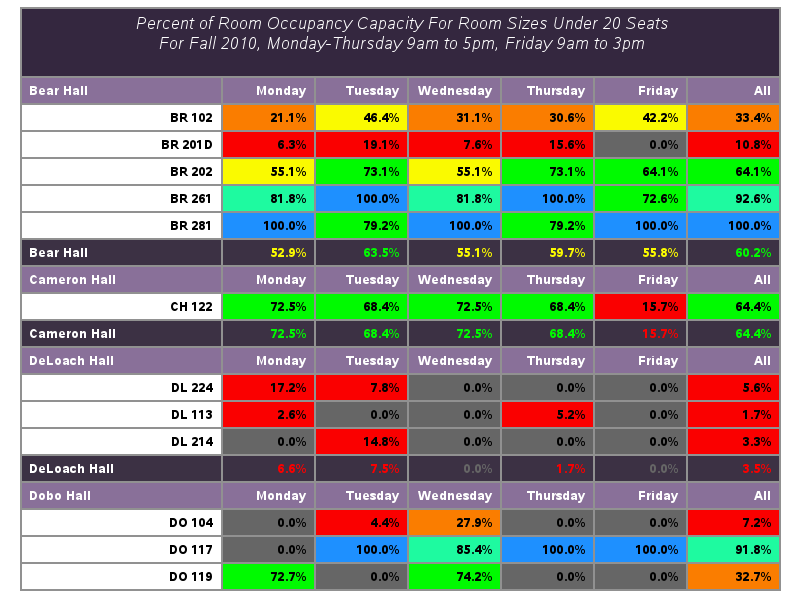 Percent of Room Occupancy Capacity For Room Sizes Under 20 Seats
For Fall 2010, Monday-Thursday 9am to 5pm, Friday 9am to 3pm
Bear Hall Monday Tuesday Wednesday Thursday Friday All
BR 102 21.1% 46.4% 31.1% 30.6% 42.2% 33.4%
BR 201D 6.3% 19.1% 7.6% 15.6% 0.0% 10.8%
BR 202 55.1% 73.1% 55.1% 73.1% 64.1% 64.1%
BR 261 81.8% 100.0% 81.8% 100.0% 72.6% 92.6%
BR 281 100.0% 79.2% 100.0% 79.2% 100.0% 100.0%
Bear Hall 52.9% 63.5% 55.1% 59.7% 55.8% 60.2%
Cameron Hall Monday Tuesday Wednesday Thursday Friday All
CH 122 72.5% 68.4% 72.5% 68.4% 15.7% 64.4%
Cameron Hall 72.5% 68.4% 72.5% 68.4% 15.7% 64.4%
DeLoach Hall Monday Tuesday Wednesday Thursday Friday All
DL 224 17.2% 7.8% 0.0% 0.0% 0.0% 5.6%
DL 113 2.6% 0.0% 0.0% 5.2% 0.0% 1.7%
DL 214 0.0% 14.8% 0.0% 0.0% 0.0% 3.3%
DeLoach Hall 6.6% 7.5% 0.0% 1.7% 0.0% 3.5%
Dobo Hall Monday Tuesday Wednesday Thursday Friday All
DO 104 0.0% 4.4% 27.9% 0.0% 0.0% 7.2%
DO 117 0.0% 100.0% 85.4% 100.0% 100.0% 91.8%
DO 119 72.7% 0.0% 74.2% 0.0% 0.0% 32.7%